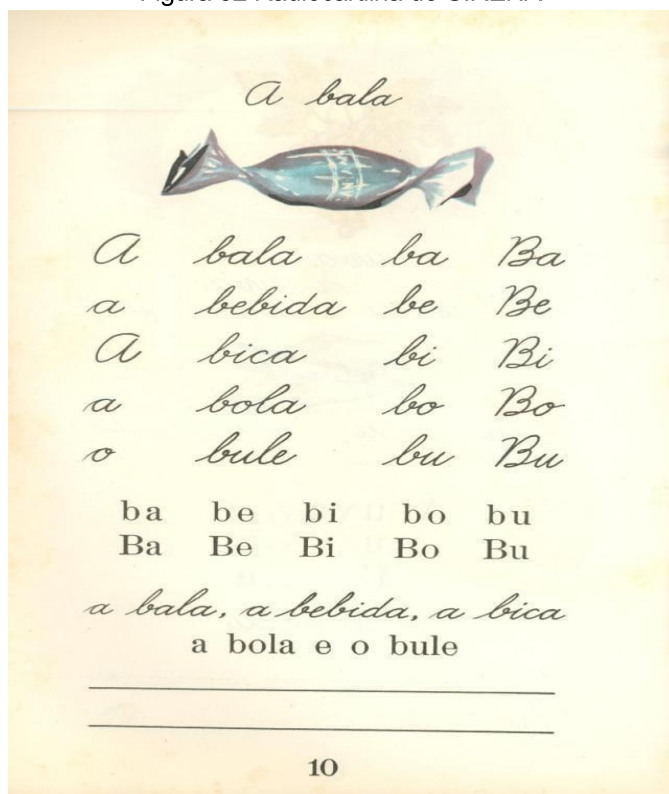 A bala
A bala ba Ba
a bebida be Be
A bica bi Bi
a bola bo Bo
o bule bu Bu
ba be bi bo bu
Ba Be Bi Bo Bu
a bala, a bebida, a bica
a bola e o bule
10